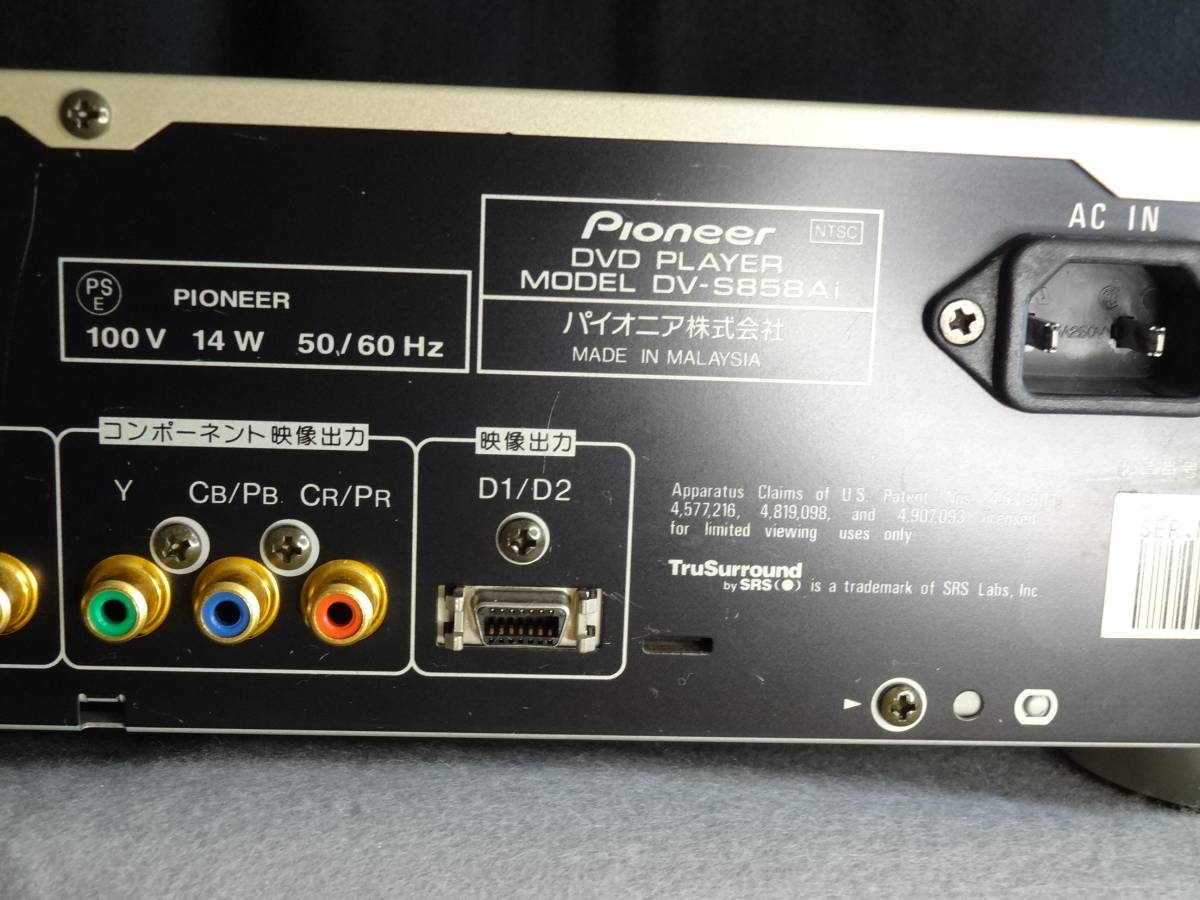 AC IN
Pioneer NTSC
DVD PLAYER
MODEL DV-S858Ai
パイオニア株式会社
MADE IN MALAYSIA
PS
E
PIONEER
100V 14W 50/60Hz
コンポーネント映像出力
Y CB/PB CR/PR
映像出力
D1/D2
Apparatus Claims of U.S. Patent Nos.
4,577,216, 4,819,098, and 4,907,093 licensed
for limited viewing uses only.
TruSurround
by SRS(●) is a trademark of SRS Labs, Inc.